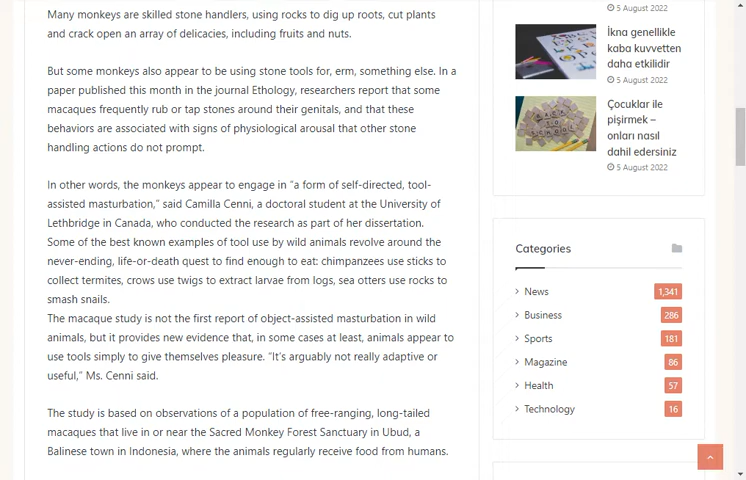 Many monkeys are skilled stone handlers, using rocks to dig up roots, cut plants
and crack open an array of delicacies, including fruits and nuts.
But some monkeys also appear to be using stone tools for, erm, something else. In a
paper published this month in the journal Ethology, researchers report that some
macaques frequently rub or tap stones around their genitals, and that these
behaviors are associated with signs of physiological arousal that other stone
handling actions do not prompt.
In other words, the monkeys appear to engage in “a form of self-directed, tool-
assisted masturbation,” said Camilla Cenni, a doctoral student at the University of
Lethbridge in Canada, who conducted the research as part of her dissertation.
Some of the best known examples of tool use by wild animals revolve around the
never-ending, life-or-death quest to find enough to eat: chimpanzees use sticks to
collect termites, crows use twigs to extract larvae from logs, sea otters use rocks to
smash snails.
The macaque study is not the first report of object-assisted masturbation in wild
animals, but it provides new evidence that, in some cases at least, animals appear to
use tools simply to give themselves pleasure. “It’s arguably not really adaptive or
useful,” Ms. Cenni said.
The study is based on observations of a population of free-ranging, long-tailed
macaques that live in or near the Sacred Monkey Forest Sanctuary in Ubud, a
Balinese town in Indonesia, where the animals regularly receive food from humans.
5 August 2022
İkna genellikle
kaba kuvvetten
daha etkilidir
5 August 2022
BACK
TO
SCHOOL
Çocuklar ile
pişirmek –
onları nasıl
dahil edersiniz
5 August 2022
Categories
News 1,341
Business 286
Sports 181
Magazine 86
Health 57
Technology 16